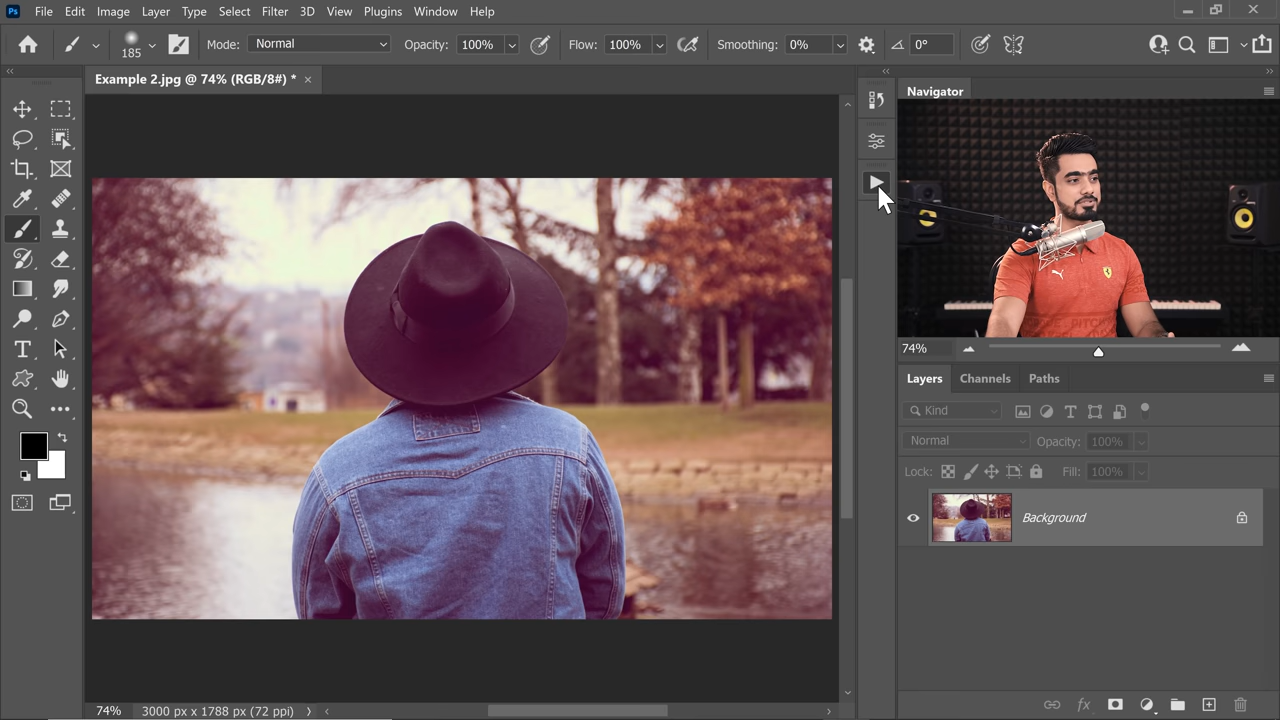 Ps File Edit Image Layer Type Select Filter 3D View Plugins Window Help
185 Mode: Normal Opacity: 100% Flow: 100% Smoothing: 0% 0°
Example 2.jpg @ 74% (RGB/8#) * ×
Navigator
74%
Layers Channels Paths
Kind
Normal Opacity: 100%
Lock: Fill: 100%
Background
74% 3000 px x 1788 px (72 ppi)